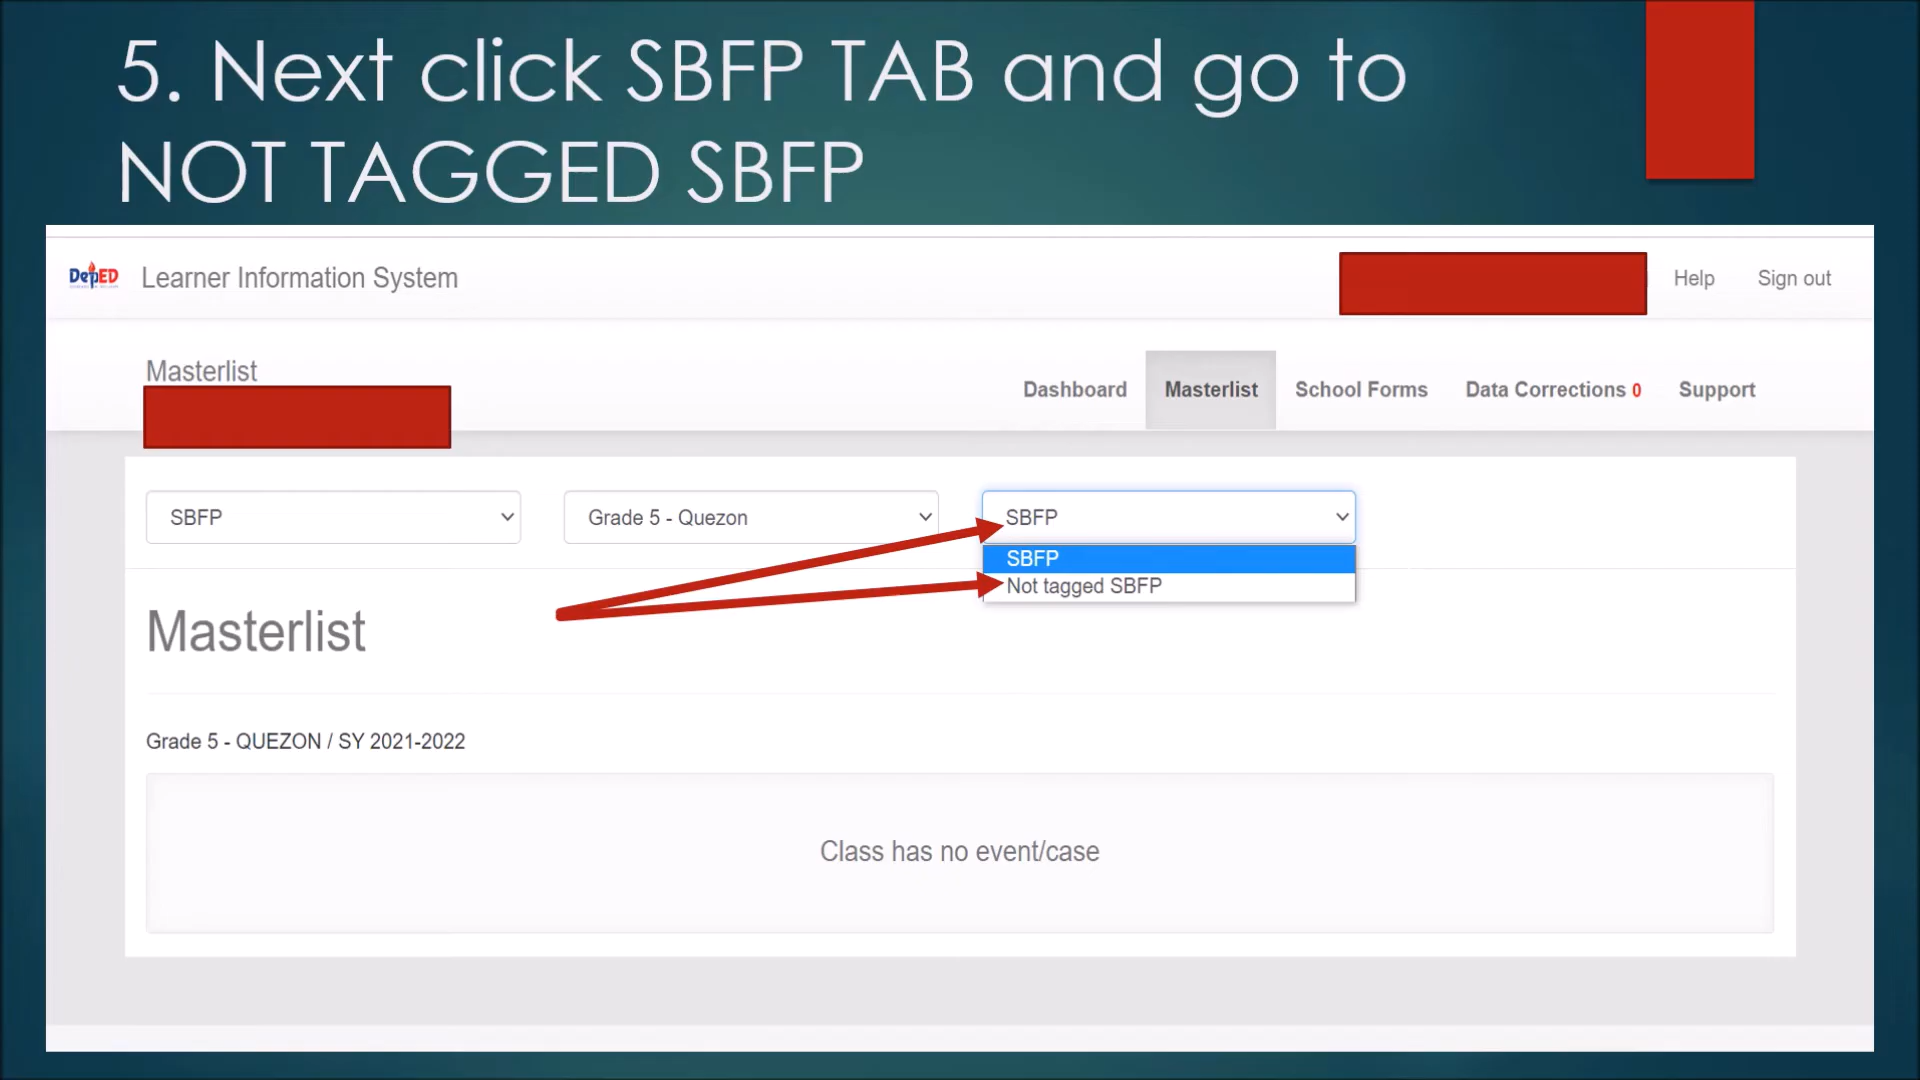 5. Next click SBFP TAB and go to
NOT TAGGED SBFP
DepED
Learner Information System
Help
Sign out
Masterlist
Dashboard
Masterlist
School Forms
Data Corrections 0
Support
SBFP
Grade 5 - Quezon
SBFP
SBFP
Not tagged SBFP
Masterlist
Grade 5 - QUEZON / SY 2021-2022
Class has no event/case